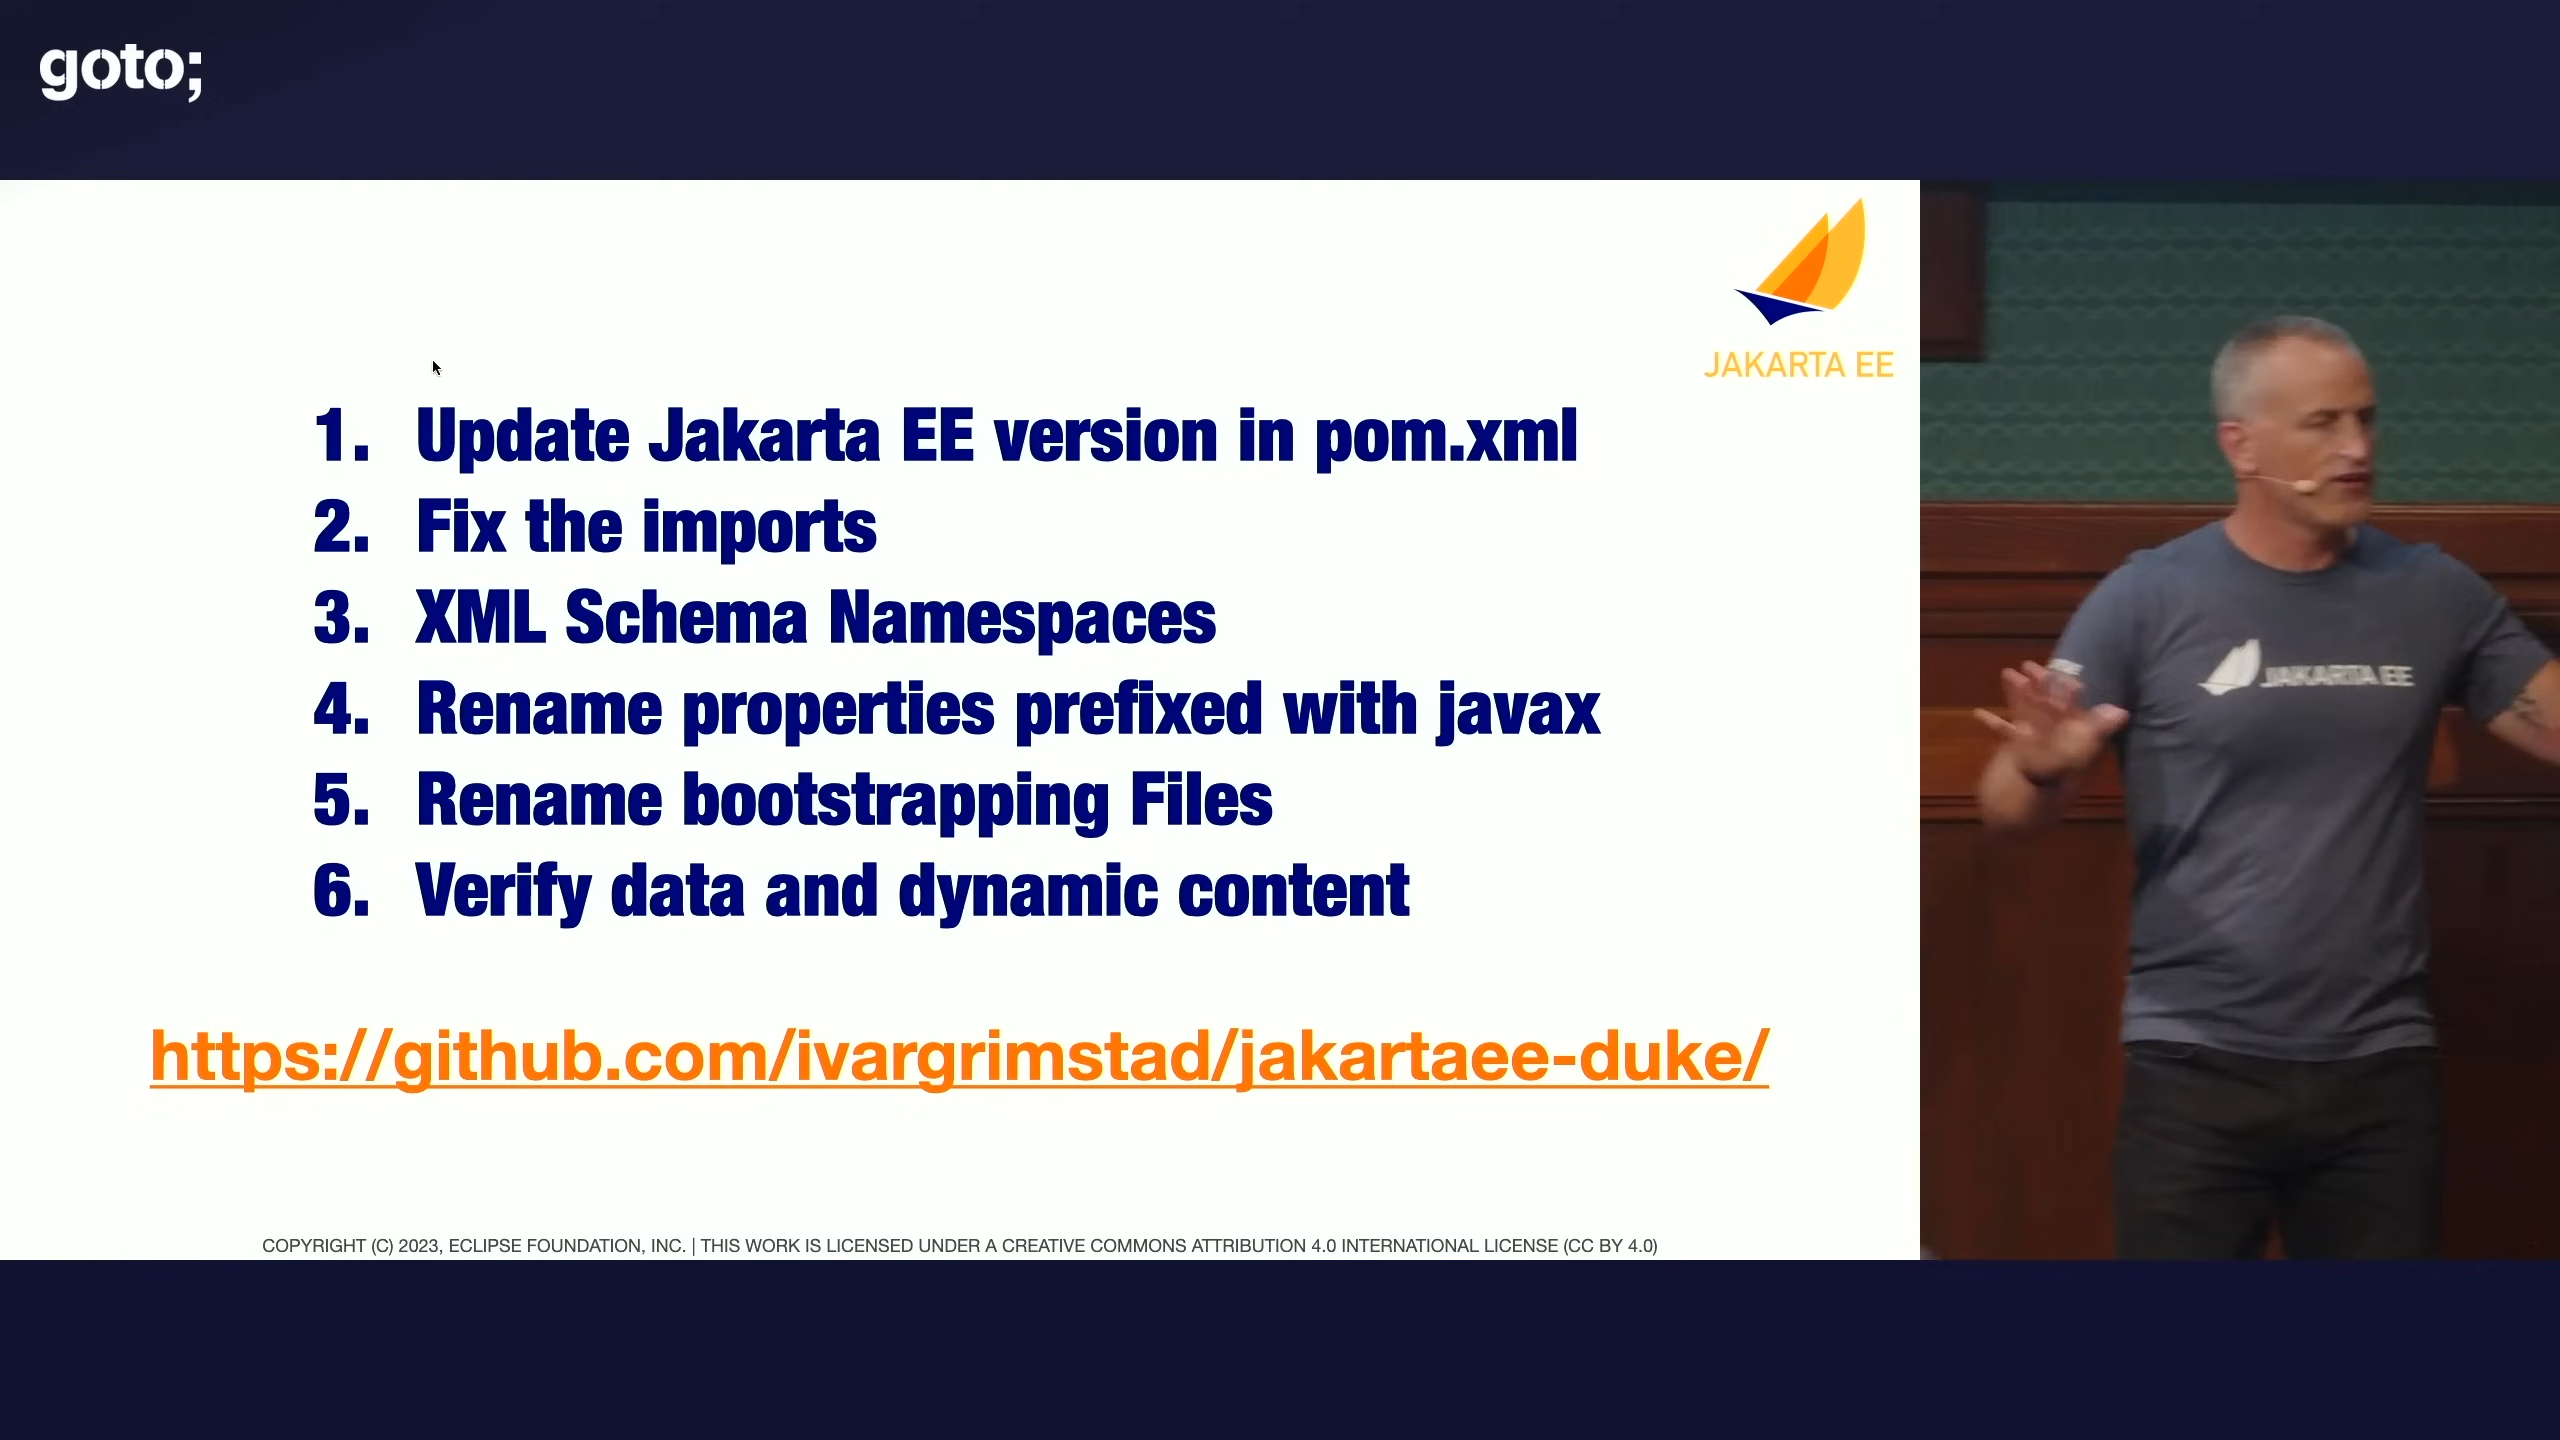 goto;
JAKARTA EE
1. Update Jakarta EE version in pom.xml
2. Fix the imports
3. XML Schema Namespaces
4. Rename properties prefixed with javax
5. Rename bootstrapping Files
6. Verify data and dynamic content
https://github.com/ivargrimstad/jakartaee-duke/
COPYRIGHT (C) 2023, ECLIPSE FOUNDATION, INC. | THIS WORK IS LICENSED UNDER A CREATIVE COMMONS ATTRIBUTION 4.0 INTERNATIONAL LICENSE (CC BY 4.0)
JAKARTA EE